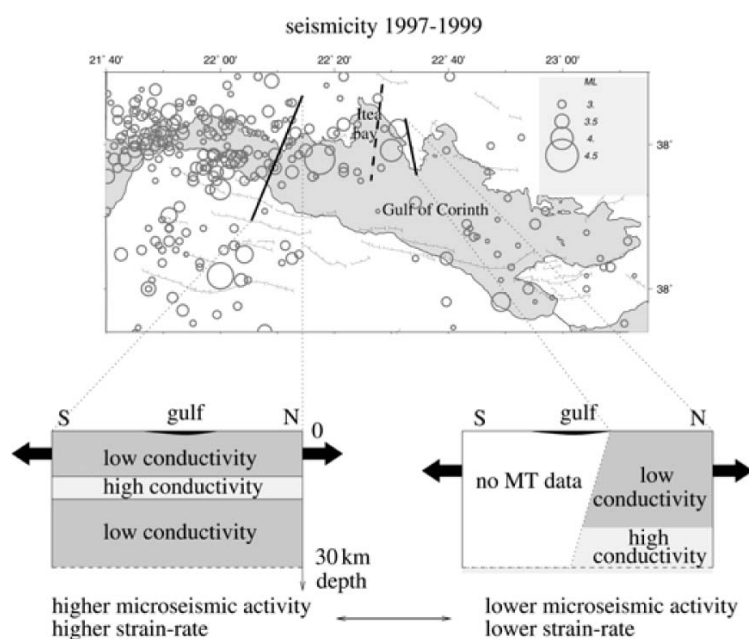 seismicity 1997-1999
21˚ 40' 22˚ 00' 22˚ 20' 22˚ 40' 23˚ 00'
ML
3.
3.5
4.
4.5
Itea
bay
38˚
Gulf of Corinth
38˚
S gulf N
0
low conductivity
high conductivity
low conductivity
30 km
depth
S gulf N
no MT data
low
conductivity
high
conductivity
higher microseismic activity
higher strain-rate
lower microseismic activity
lower strain-rate